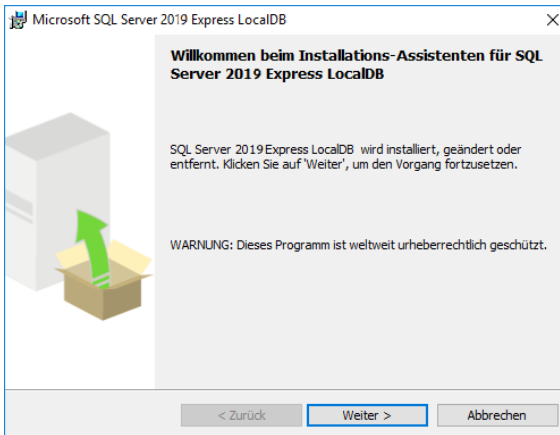 Microsoft SQL Server 2019 Express LocalDB
Willkommen beim Installations-Assistenten für SQL
Server 2019 Express LocalDB
SQL Server 2019 Express LocalDB wird installiert, geändert oder
entfernt. Klicken Sie auf 'Weiter', um den Vorgang fortzusetzen.
WARNUNG: Dieses Programm ist weltweit urheberrechtlich geschützt.
< Zurück Weiter > Abbrechen